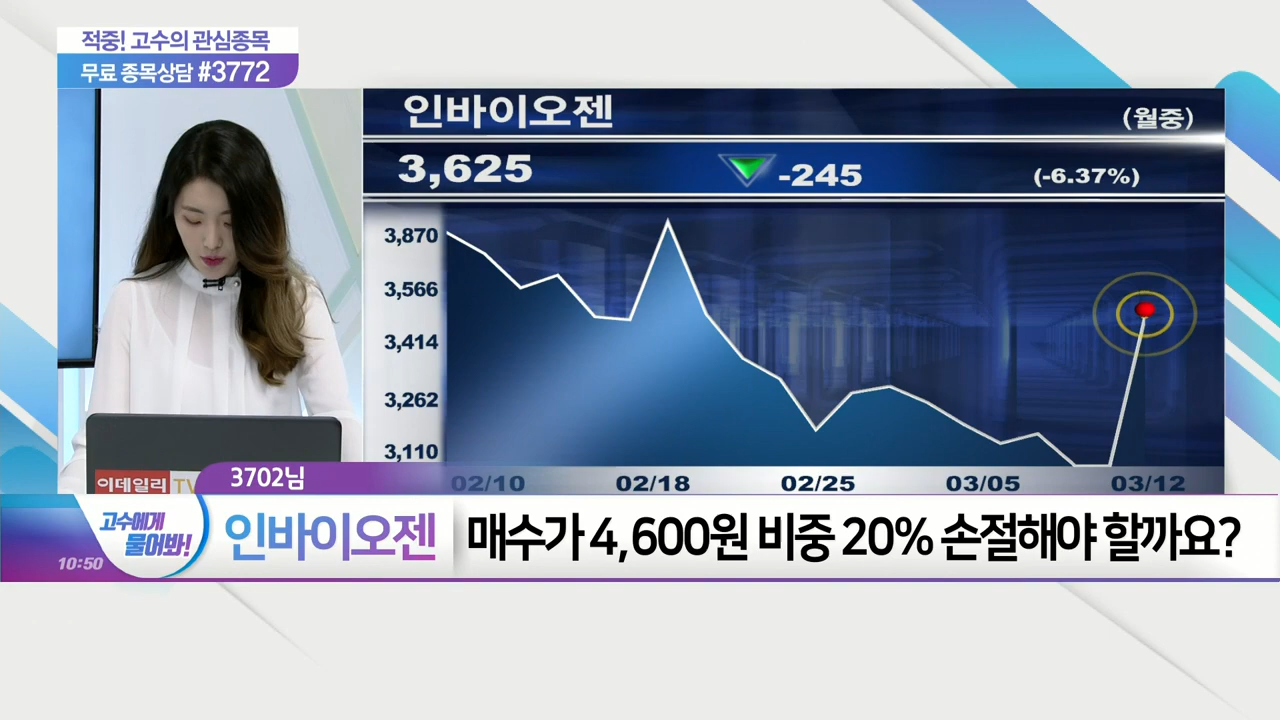 적중! 고수의 관심종목
무료 종목상담 #3772
인바이오젠
(월중)
3,625
-245
(-6.37%)
3,870
3,566
3,414
3,262
3,110
02/10 02/18 02/25 03/05 03/12
이데일리 TV
3702님
고수에게
물어봐!
10:50
인바이오젠
매수가 4,600원 비중 20% 손절해야 할까요?